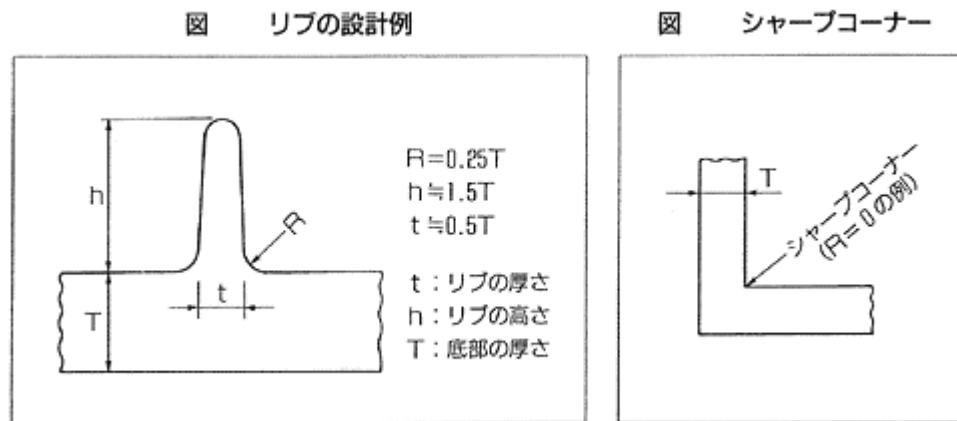 図 リブの設計例
h
T
t
R
R=0.25T
h≒1.5T
t≒0.5T
t：リブの厚さ
h：リブの高さ
T：底部の厚さ
図 シャープコーナー
T
シャープコーナー
(R=0の例)